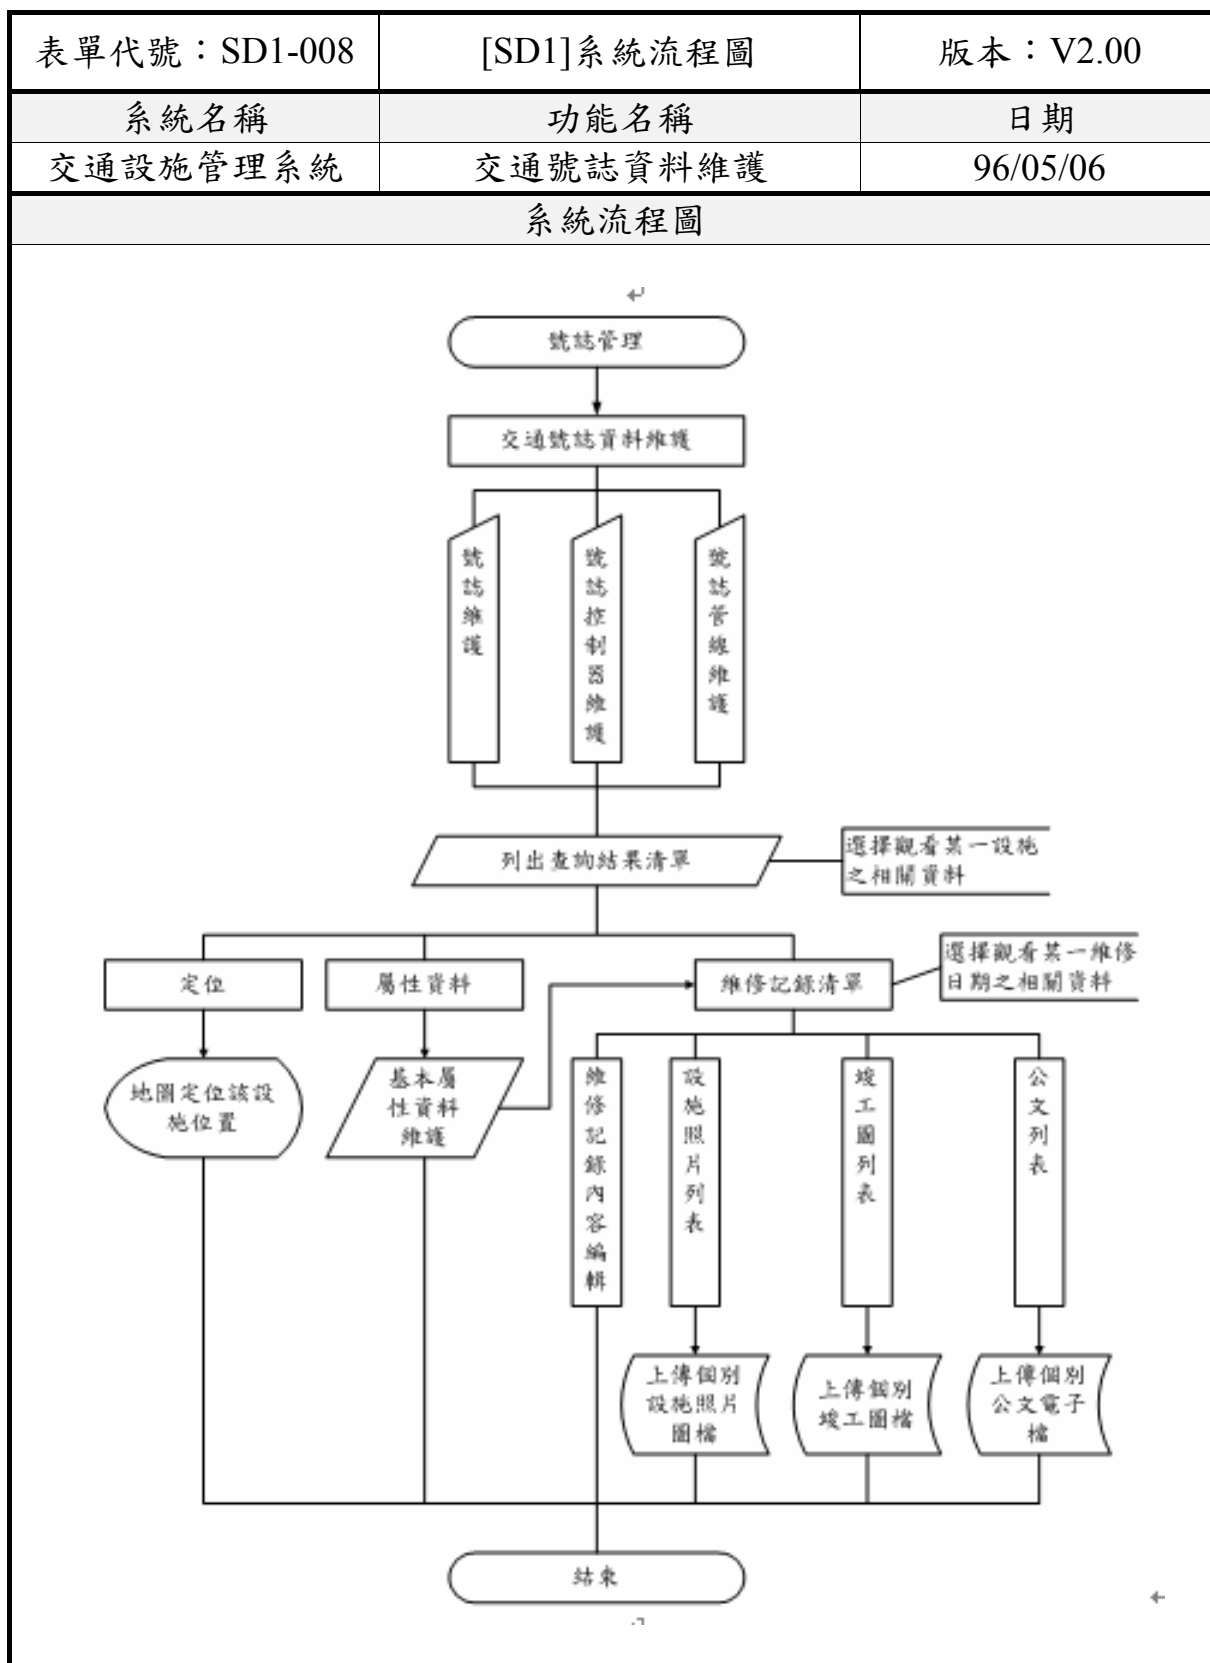 表單代號：SD1-008
[SD1]系統流程圖
版本：V2.00
系統名稱
功能名稱
日期
交通設施管理系統
交通號誌資料維護
96/05/06
系統流程圖
號誌管理
交通號誌資料維護
號誌維護
號誌控制器維護
號誌管線維護
列出查詢結果清單
選擇觀看某一設施
之相關資料
定位
屬性資料
維修記錄清單
選擇觀看某一維修
日期之相關資料
地圖定位該設
施位置
基本屬
性資料
維護
維修記錄內容編輯
設施照片列表
竣工圖列表
公文列表
上傳個別
設施照片
圖檔
上傳個別
竣工圖檔
上傳個別
公文電子
檔
結束